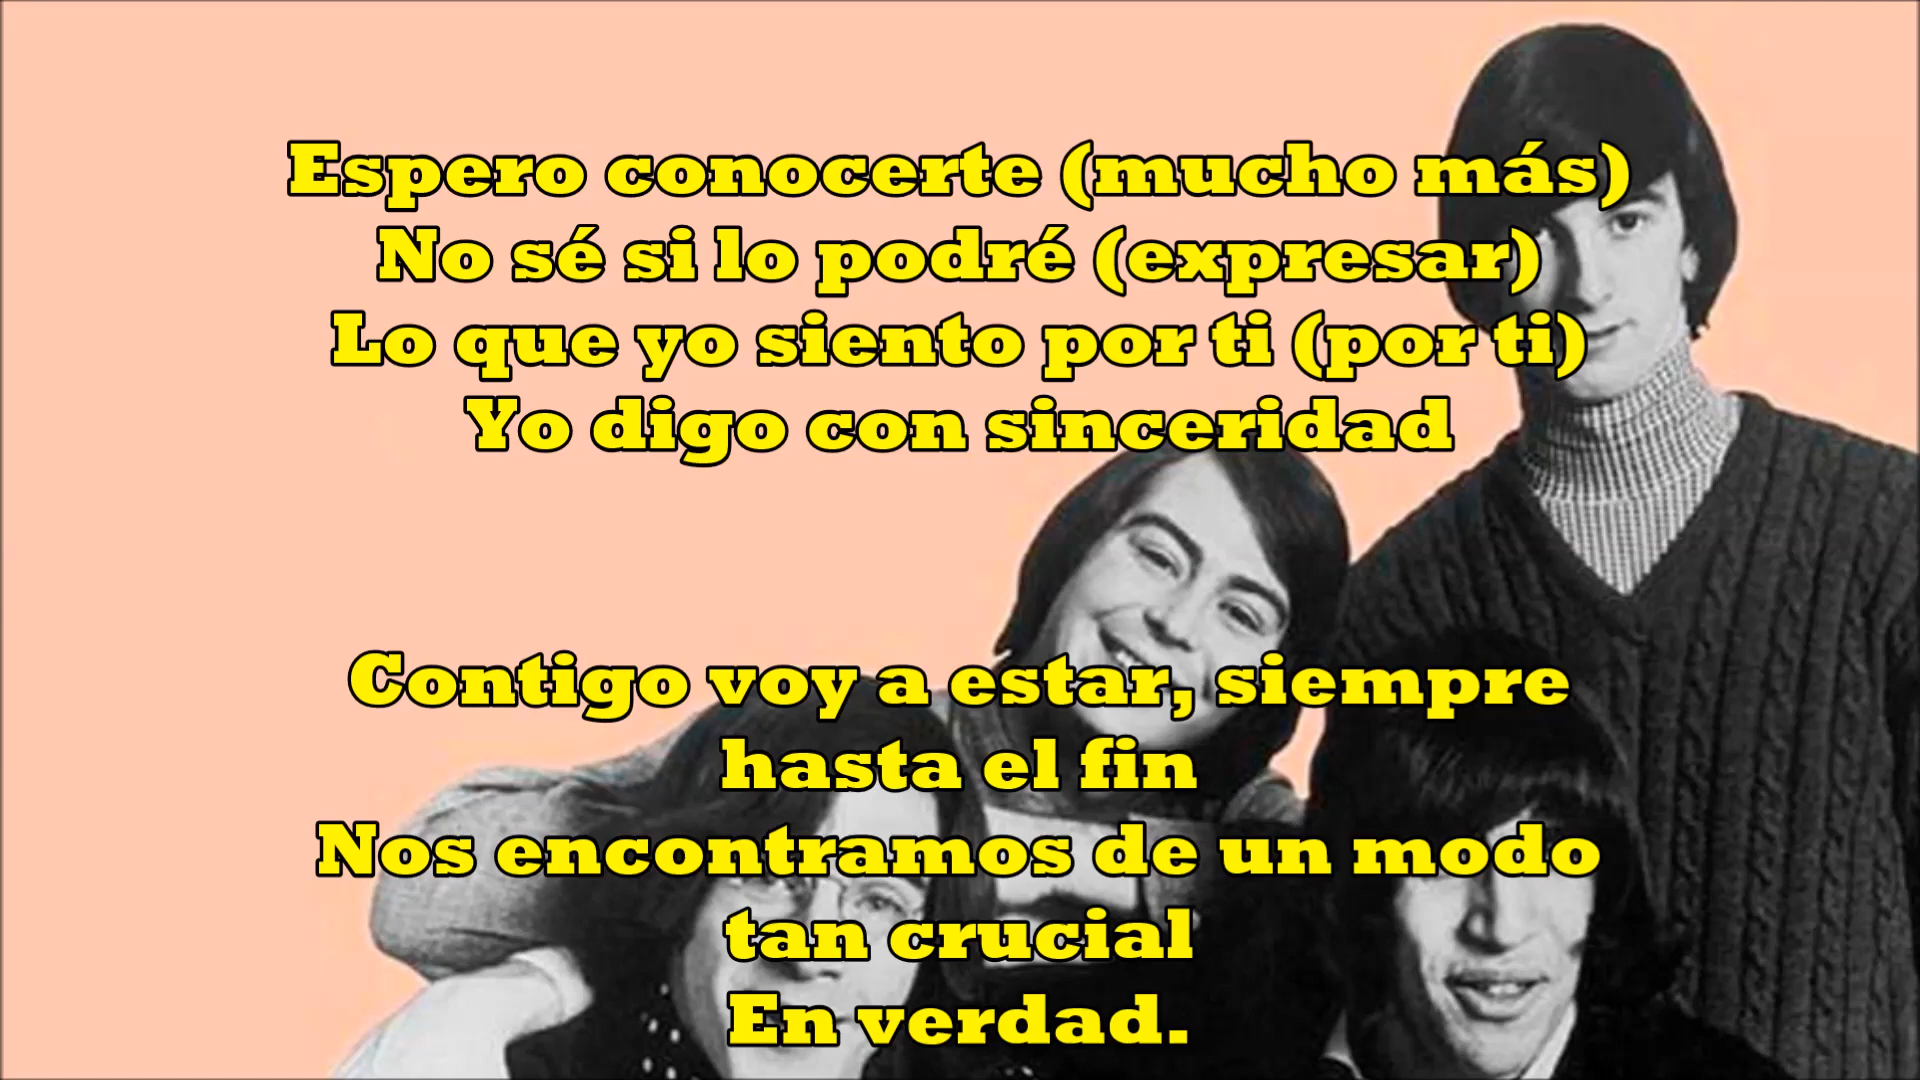 Espero conocerte (mucho más)
No sé si lo podré (expresar)
Lo que yo siento por ti (por ti)
Yo digo con sinceridad
Contigo voy a estar, siempre
hasta el fin
Nos encontramos de un modo
tan crucial
En verdad.